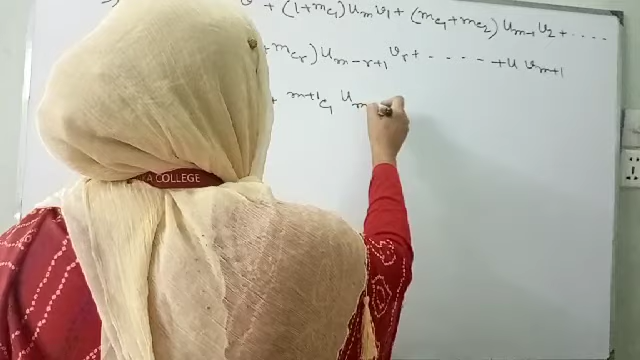 v + (1+mc₁) uₘ v₁ + (mc₁+mc₂) uₘ₋₁ v₂ + ....
+ mcᵣ) uₘ₋ᵣ₊₁ vᵣ + ..... + u vₘ₊₁
+ ᵐ⁺¹c₁ uₘ
COLLEGE